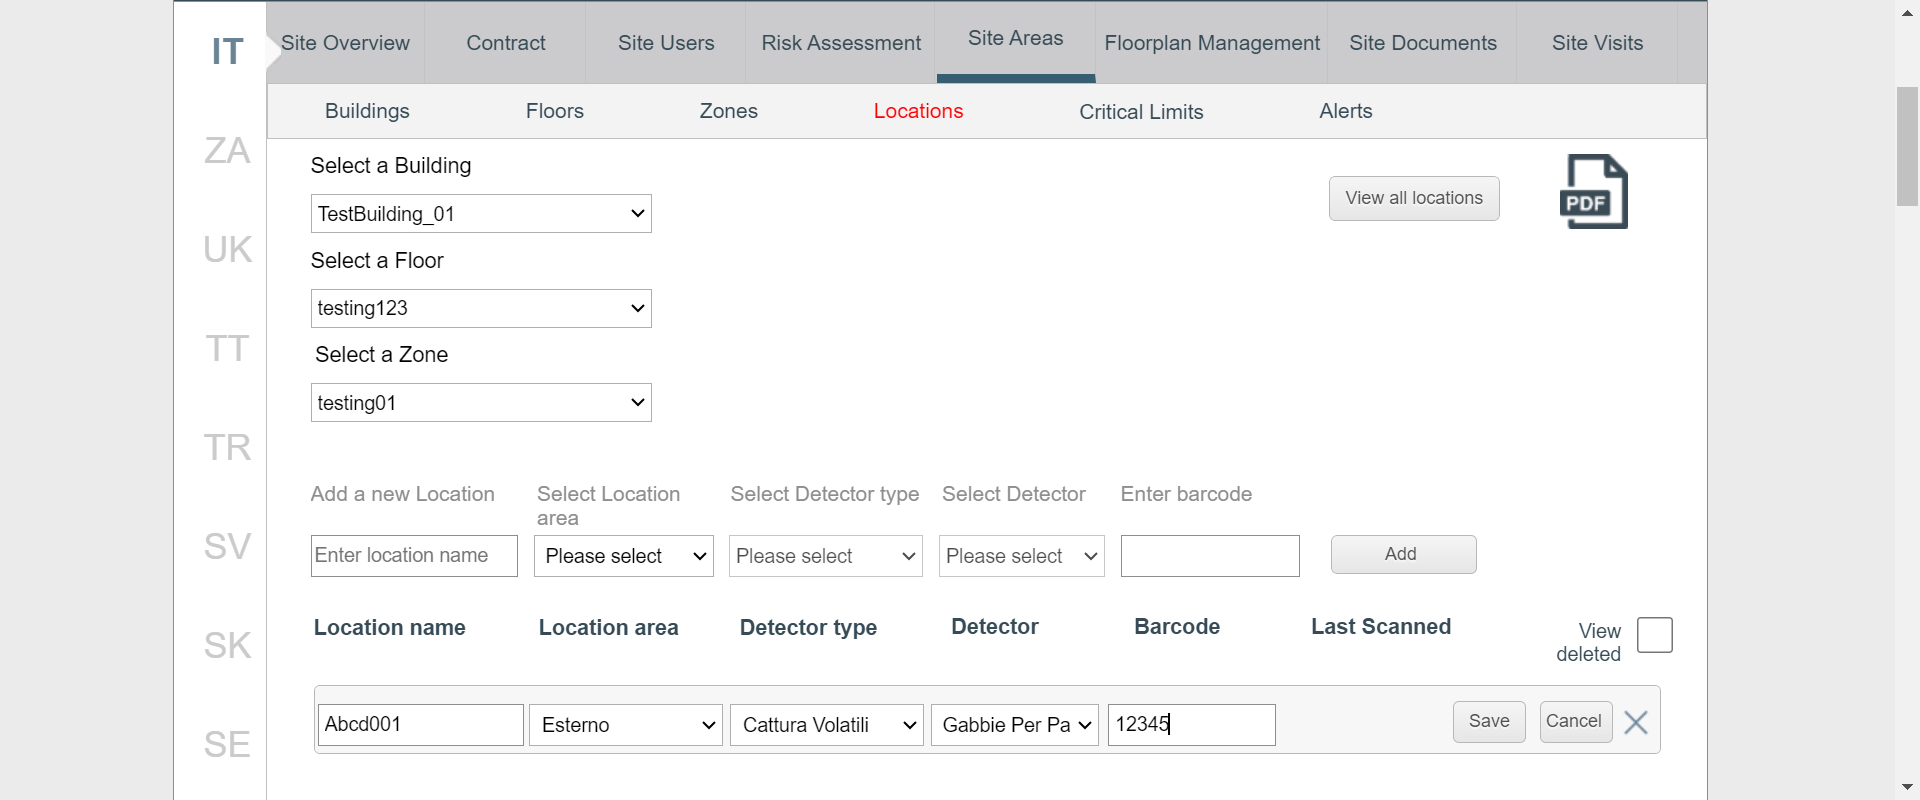 IT
Site Overview
Contract
Site Users
Risk Assessment
Site Areas
Floorplan Management
Site Documents
Site Visits
Buildings
Floors
Zones
Locations
Critical Limits
Alerts
ZA
UK
TT
TR
SV
SK
SE
Select a Building
TestBuilding_01
View all locations
PDF
Select a Floor
testing123
Select a Zone
testing01
Add a new Location
Select Location
area
Select Detector type
Select Detector
Enter barcode
Enter location name
Please select
Please select
Please select
Add
Location name
Location area
Detector type
Detector
Barcode
Last Scanned
View
deleted
Abcd001
Esterno
Cattura Volatili
Gabbie Per Pa
12345
Save
Cancel